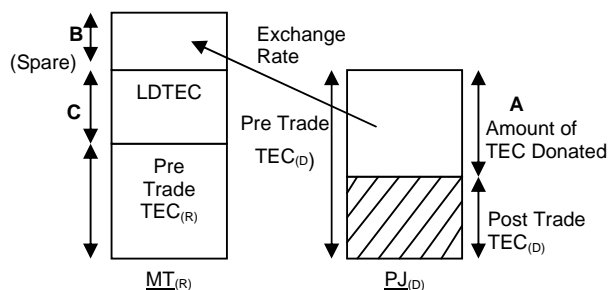 B
(Spare)
C
LDTEC
Pre
Trade
TEC(R)
MT(R)
Exchange
Rate
Pre Trade
TEC(D)
A
Amount of
TEC Donated
Post Trade
TEC(D)
PJ(D)